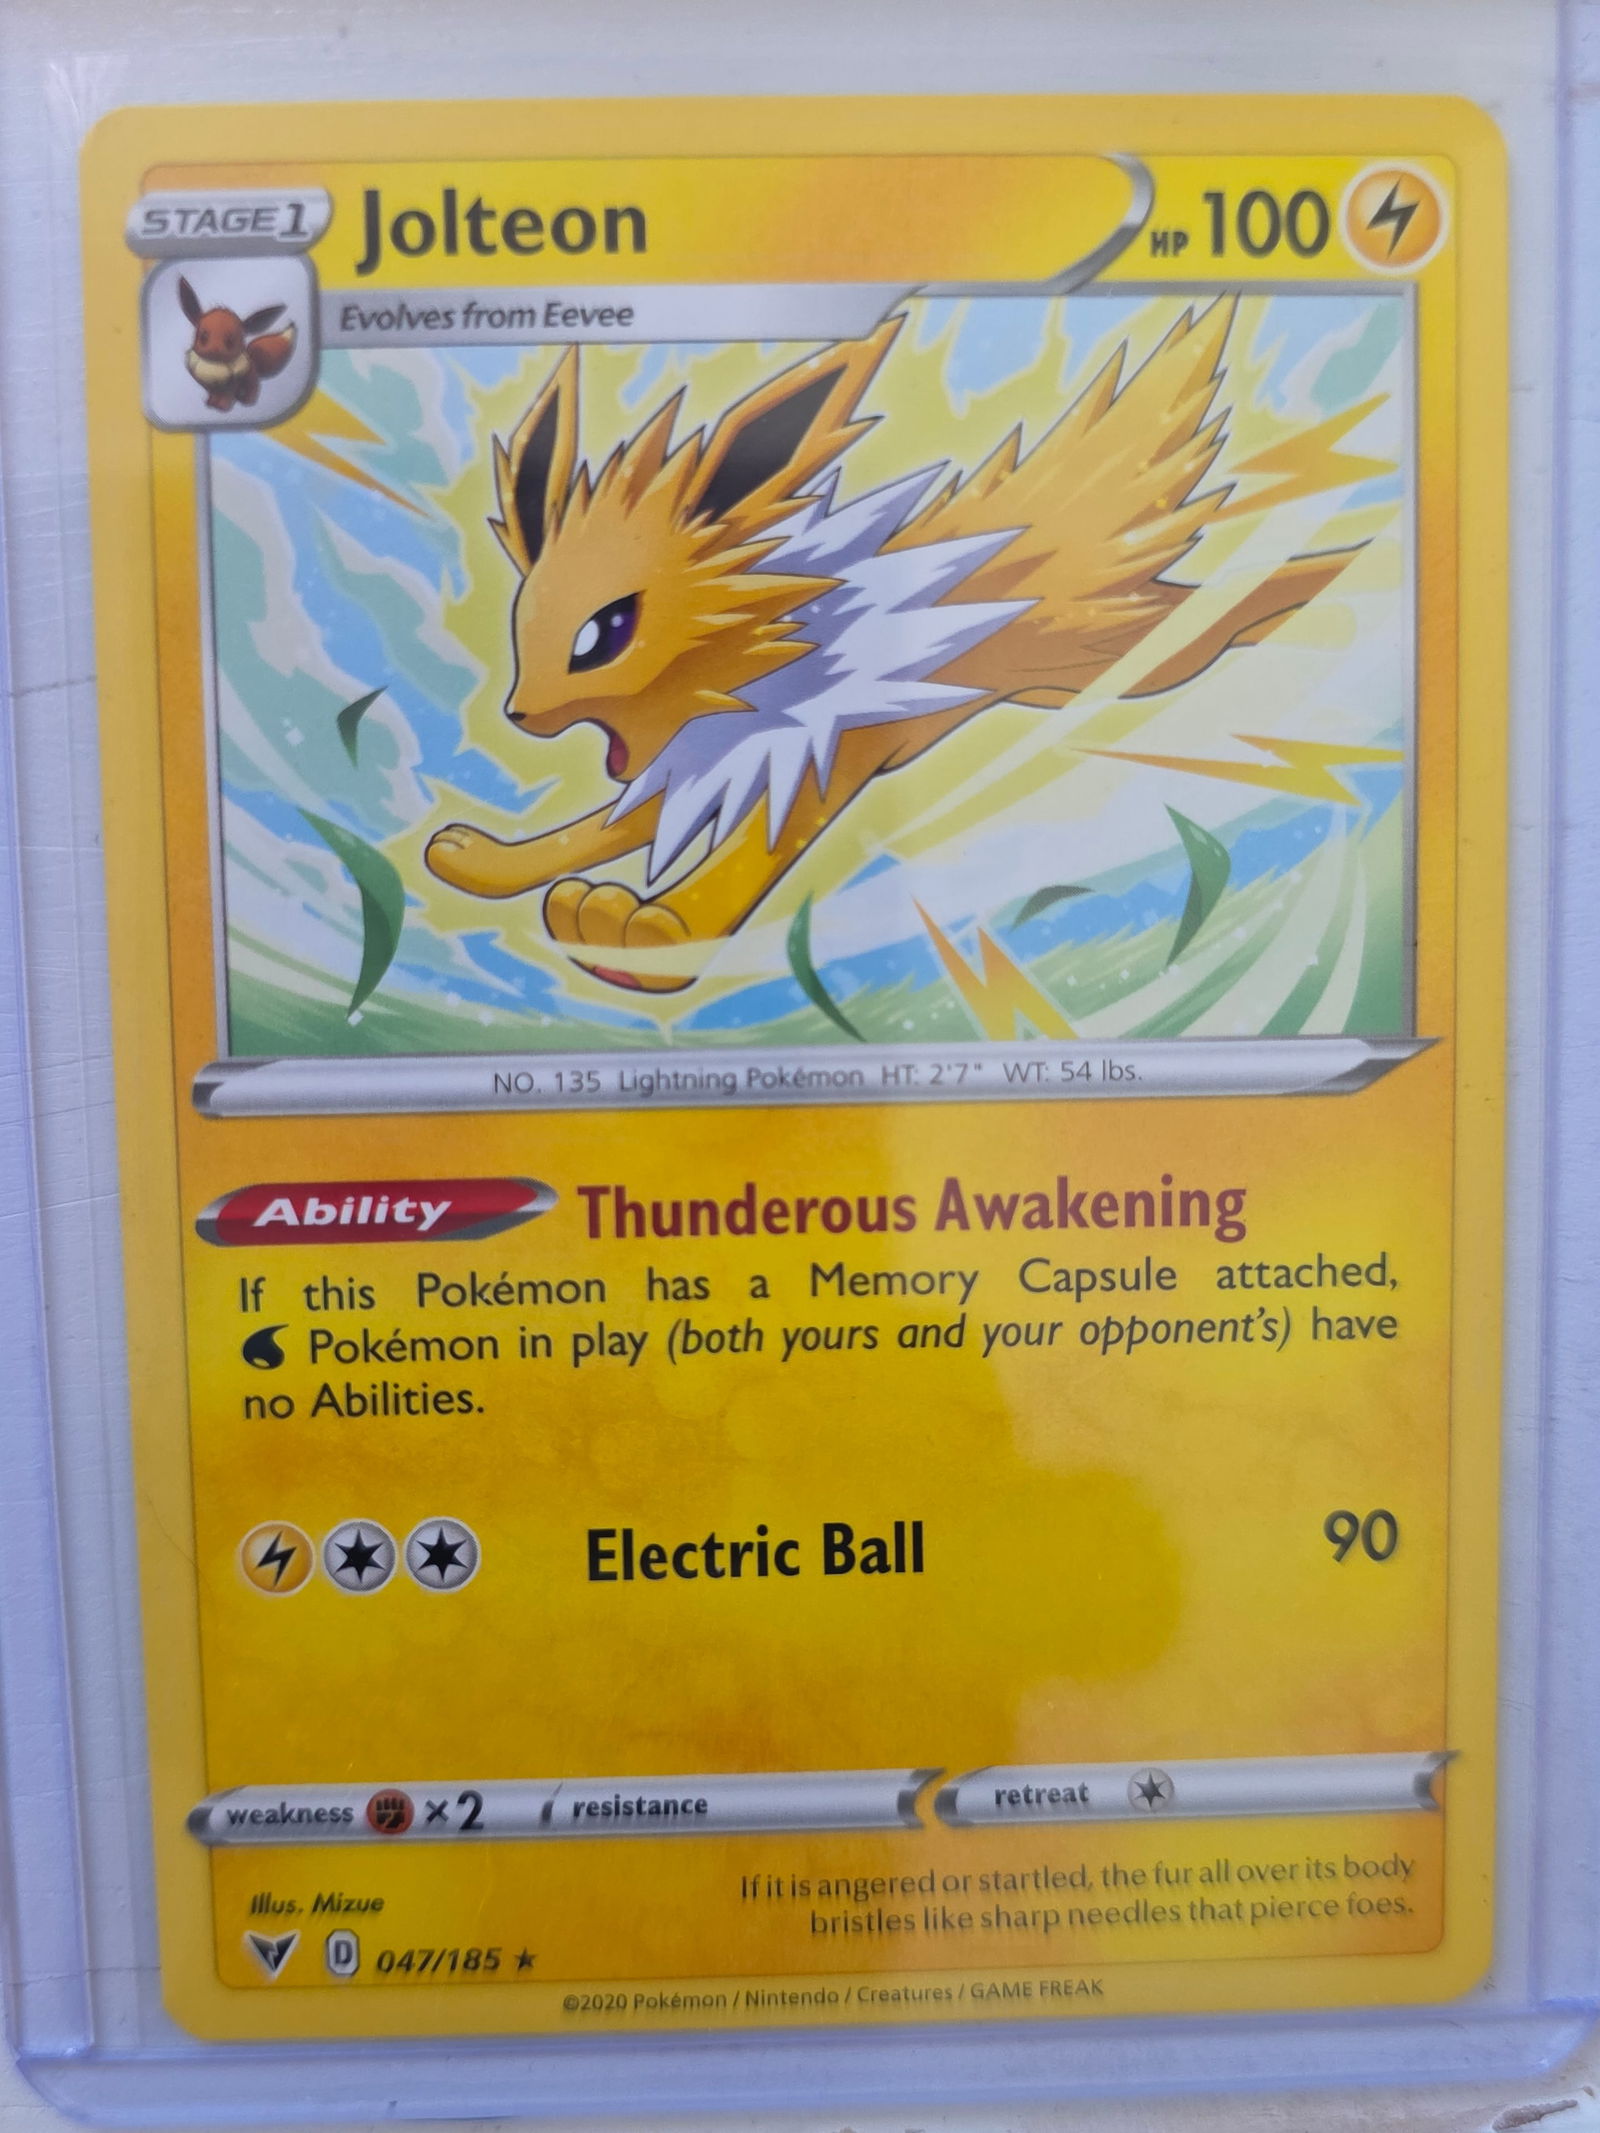 STAGE 1 Jolteon HP 100
Evolves from Eevee
NO. 135 Lightning Pokémon HT: 2'7" WT: 54 lbs.
Ability Thunderous Awakening
If this Pokémon has a Memory Capsule attached,
Pokémon in play (both yours and your opponent's) have
no Abilities.
Electric Ball 90
weakness ×2 resistance retreat
If it is angered or startled, the fur all over its body
bristles like sharp needles that pierce foes.
Illus. Mizue
D 047/185 ★
©2020 Pokémon / Nintendo / Creatures / GAME FREAK